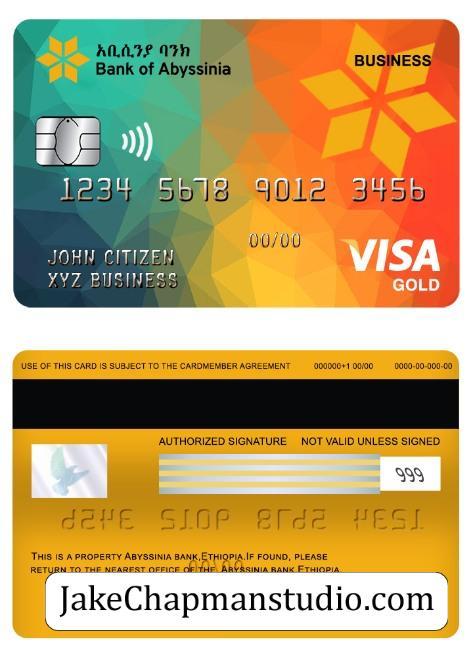 አቢሲንያ ባንክ
Bank of Abyssinia
BUSINESS
1234 5678 9012 3456
00/00
JOHN CITIZEN
XYZ BUSINESS
VISA
GOLD
USE OF THIS CARD IS SUBJECT TO THE CARDMEMBER AGREEMENT 000000+1 00/00 0000-00-000-00
AUTHORIZED SIGNATURE NOT VALID UNLESS SIGNED
999
THIS IS A PROPERTY ABYSSINIA BANK,ETHIOPIA.IF FOUND, PLEASE
RETURN TO THE NEAREST OFFICE OF THE ABYSSINIA BANK ETHIOPIA.
JakeChapmanstudio.com